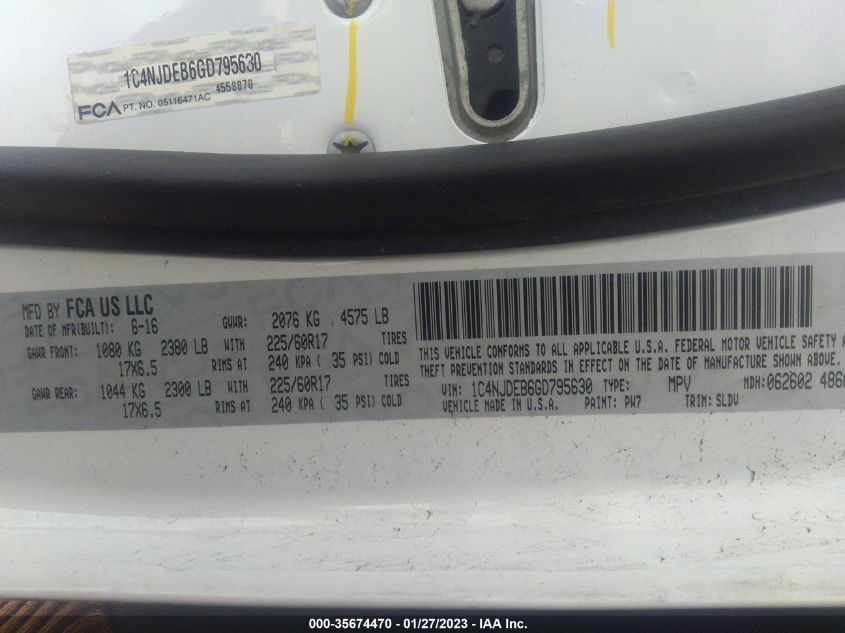 1C4NJDEB6GD795630
4558870
FCA PT. NO. 05116471AC
MFD BY FCA US LLC
DATE OF MFR(BUILT): 6-16 GVWR: 2076 KG 4575 LB
GAWR FRONT: 1080 KG 2380 LB WITH 225/60R17 TIRES
17X6.5 RIMS AT 240 KPA ( 35 PSI) COLD
GAWR REAR: 1044 KG 2300 LB WITH 225/60R17 TIRES
17X6.5 RIMS AT 240 KPA ( 35 PSI) COLD
THIS VEHICLE CONFORMS TO ALL APPLICABLE U.S.A. FEDERAL MOTOR VEHICLE SAFETY
THEFT PREVENTION STANDARDS IN EFFECT ON THE DATE OF MANUFACTURE SHOWN ABOVE.
VIN: 1C4NJDEB6GD795630 TYPE: MPV MDH: 062602
VEHICLE MADE IN U.S.A. PAINT: PW7 TRIM: SLDV
000-35674470 - 01/27/2023 - IAA Inc.